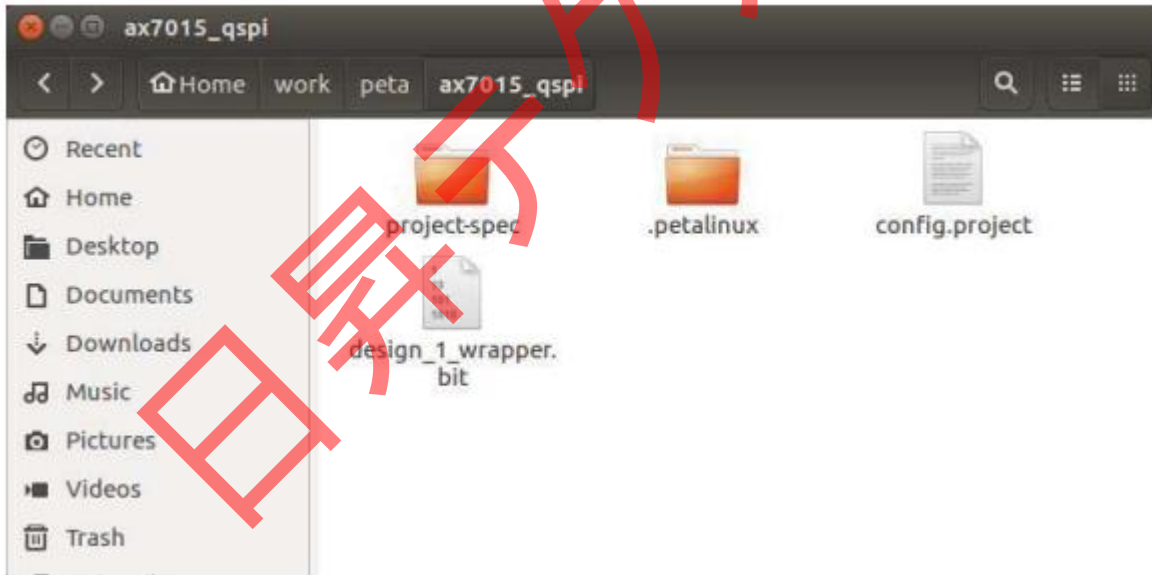 ax7015_qspi
Home work peta ax7015_qspi
Recent
Home
Desktop
Documents
Downloads
Music
Pictures
Videos
Trash
project-spec
.petalinux
config.project
design_1_wrapper.
bit